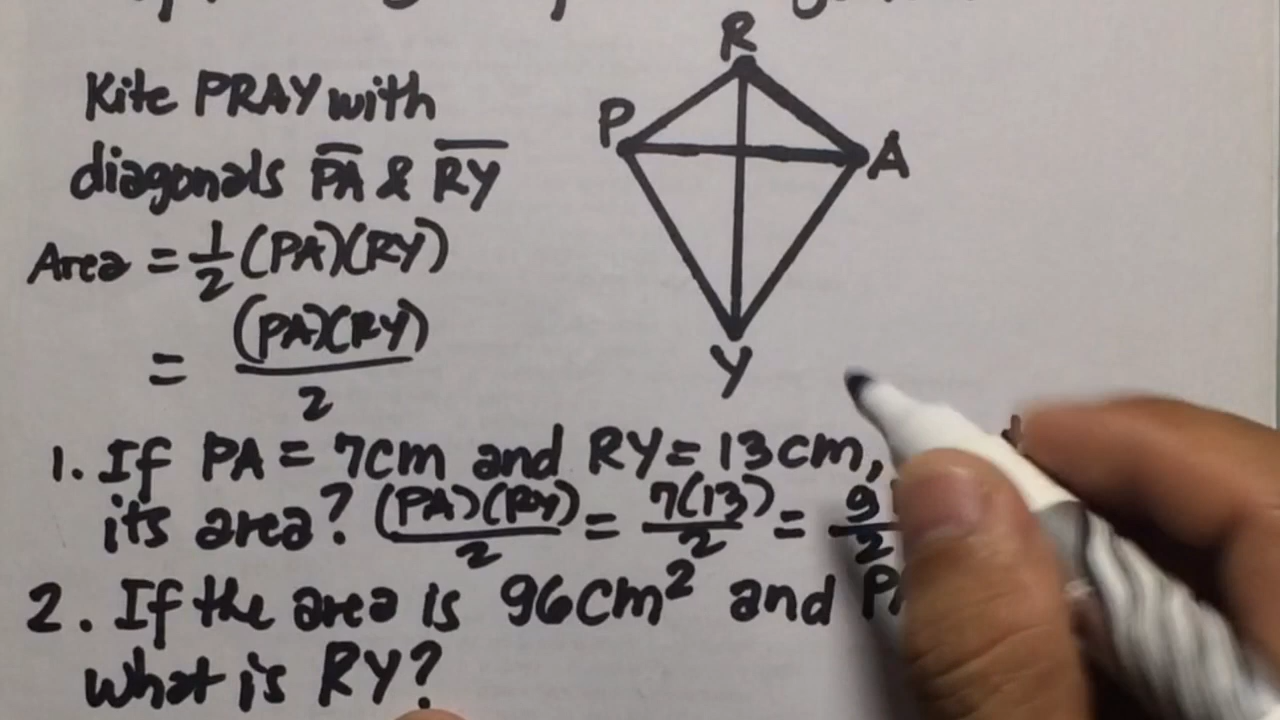 Kite PRAY with
diagonals PA & RY
Area = 1/2 (PA)(RY)
= (PA)(RY)/2
R
P
A
Y
1. If PA = 7cm and RY = 13cm,
its area? (PA)(RY)/2 = 7(13)/2 =
2. If the area is 96cm² and
what is RY?